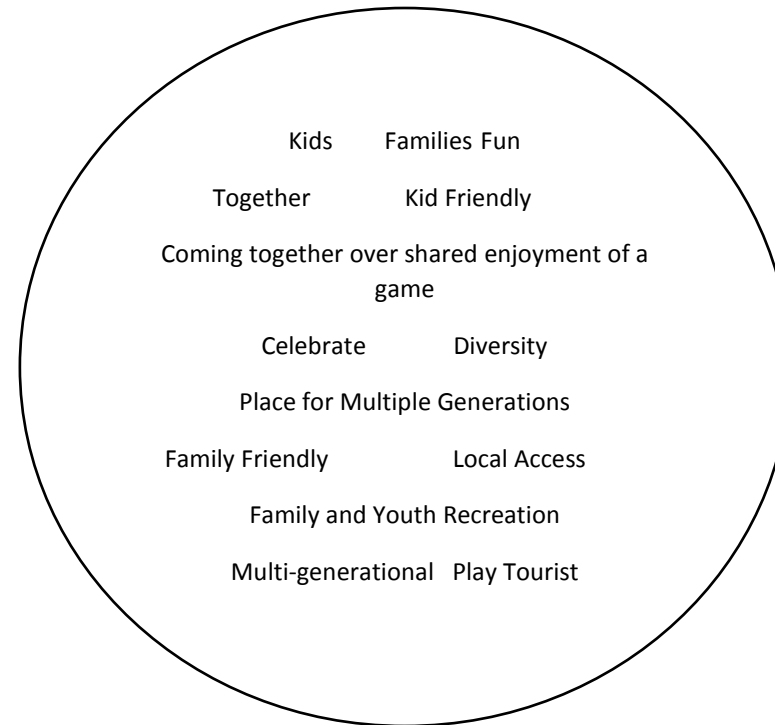 Kids Families Fun
Together Kid Friendly
Coming together over shared enjoyment of a
game
Celebrate Diversity
Place for Multiple Generations
Family Friendly Local Access
Family and Youth Recreation
Multi-generational Play Tourist